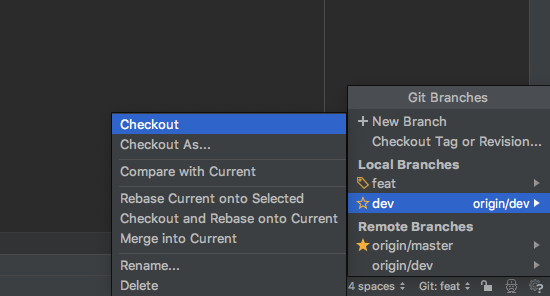 Git Branches
New Branch
Checkout Tag or Revision...
Local Branches
feat
dev origin/dev
Remote Branches
origin/master
origin/dev
Checkout
Checkout As...
Compare with Current
Rebase Current onto Selected
Checkout and Rebase onto Current
Merge into Current
Rename...
Delete
4 spaces Git: feat